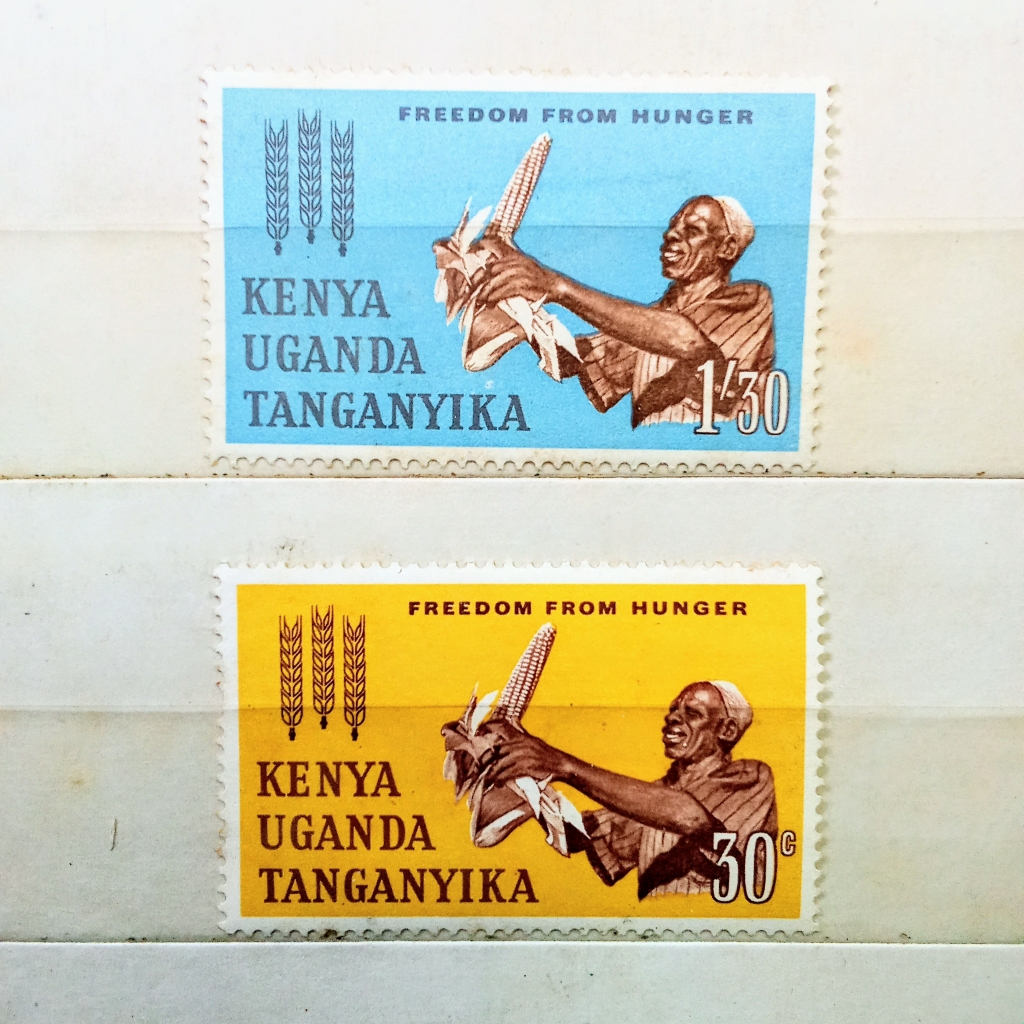 FREEDOM FROM HUNGER
KENYA
UGANDA
TANGANYIKA
1/30
FREEDOM FROM HUNGER
KENYA
UGANDA
TANGANYIKA
30c